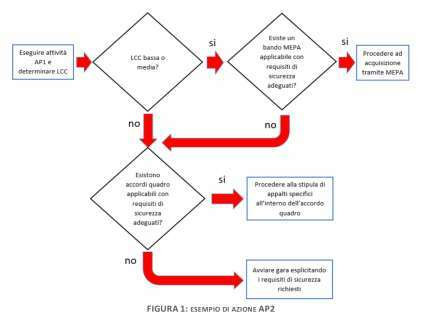 Eseguire attività
AP1 e
determinare LCC
LCC bassa o
media?
si
Esiste un
bando MEPA
applicabile con
requisiti di
sicurezza
adeguati?
si
Procedere ad
acquisizione
tramite MEPA
no
no
Esistono
accordi quadro
applicabili con
requisiti di
sicurezza
adeguati?
si
Procedere alla stipula di
appalti specifici
all'interno dell'accordo
quadro
no
Avviare gara esplicitando
i requisiti di sicurezza
richiesti
FIGURA 1: ESEMPIO DI AZIONE AP2